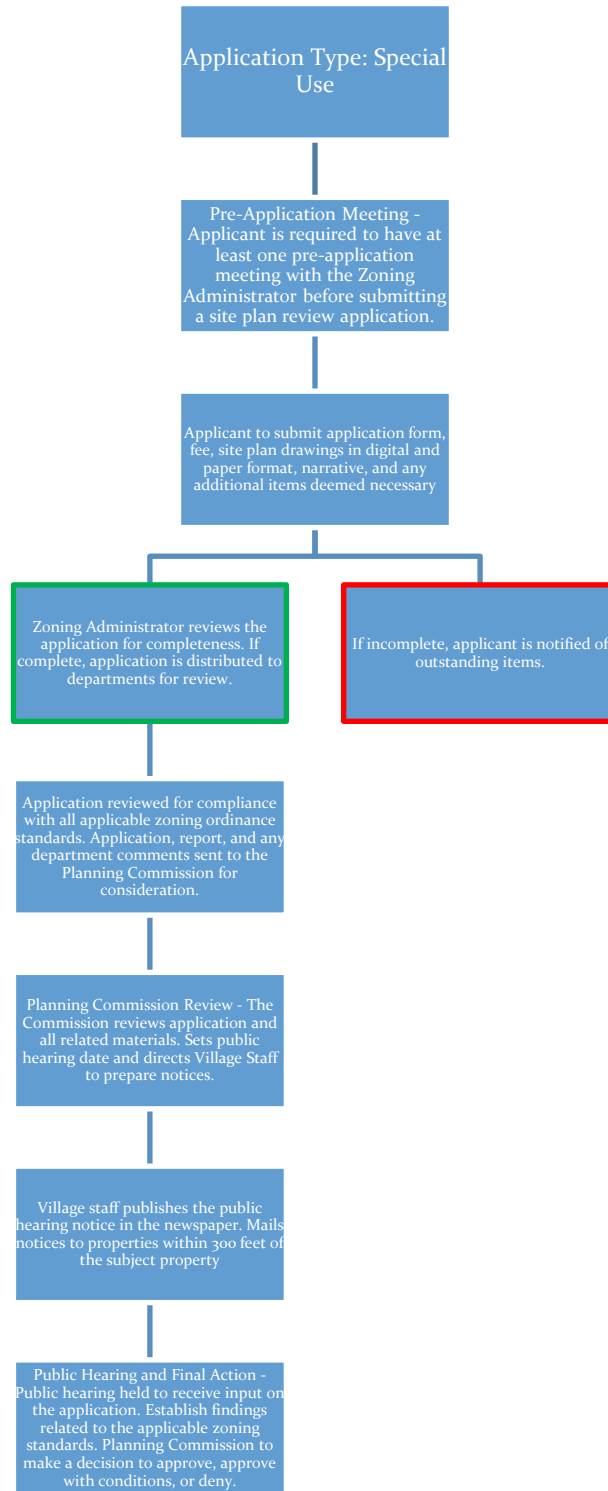 Application Type: Special
Use
Pre-Application Meeting -
Applicant is required to have at
least one pre-application
meeting with the Zoning
Administrator before submitting
a site plan review application.
Applicant to submit application form,
fee, site plan drawings in digital and
paper format, narrative, and any
additional items deemed necessary
Zoning Administrator reviews the
application for completeness. If
complete, application is distributed to
departments for review.
If incomplete, applicant is notified of
outstanding items.
Application reviewed for compliance
with all applicable zoning ordinance
standards. Application, report, and any
department comments sent to the
Planning Commission for
consideration.
Planning Commission Review - The
Commission reviews application and
all related materials. Sets public
hearing date and directs Village Staff
to prepare notices.
Village staff publishes the public
hearing notice in the newspaper. Mails
notices to properties within 300 feet of
the subject property
Public Hearing and Final Action -
Public hearing held to receive input on
the application. Establish findings
related to the applicable zoning
standards. Planning Commission to
make a decision to approve, approve
with conditions, or deny.